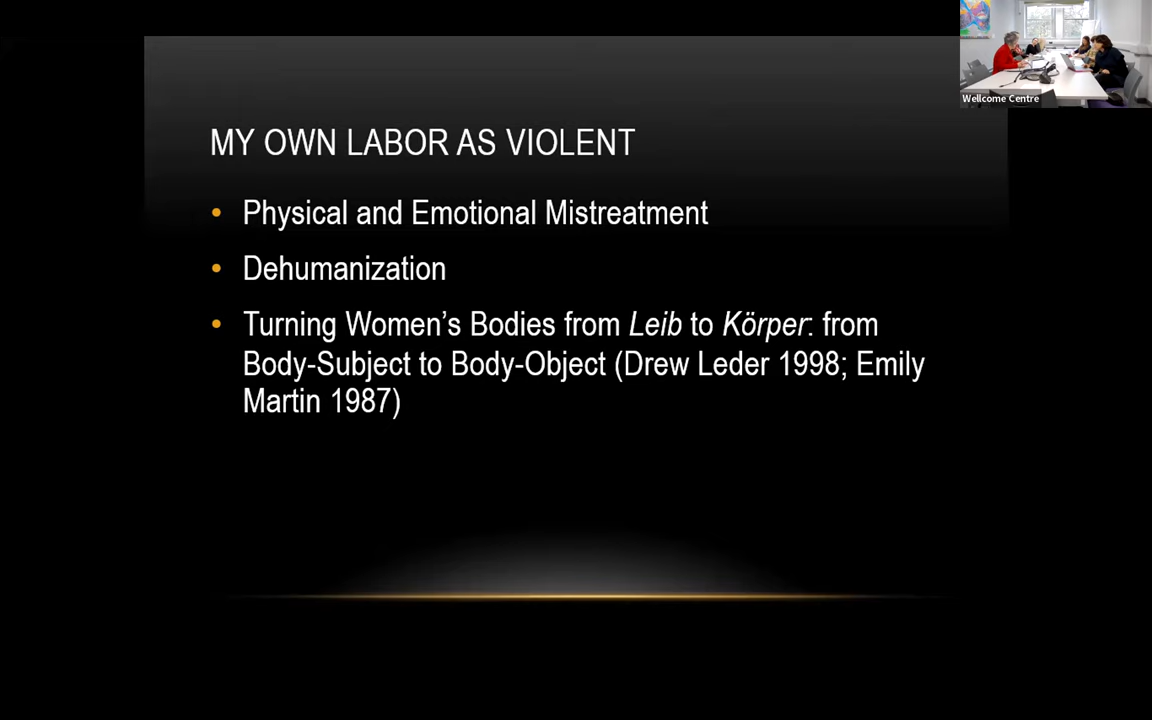 Wellcome Centre
MY OWN LABOR AS VIOLENT
• Physical and Emotional Mistreatment
• Dehumanization
• Turning Women’s Bodies from Leib to Körper: from
Body-Subject to Body-Object (Drew Leder 1998; Emily
Martin 1987)